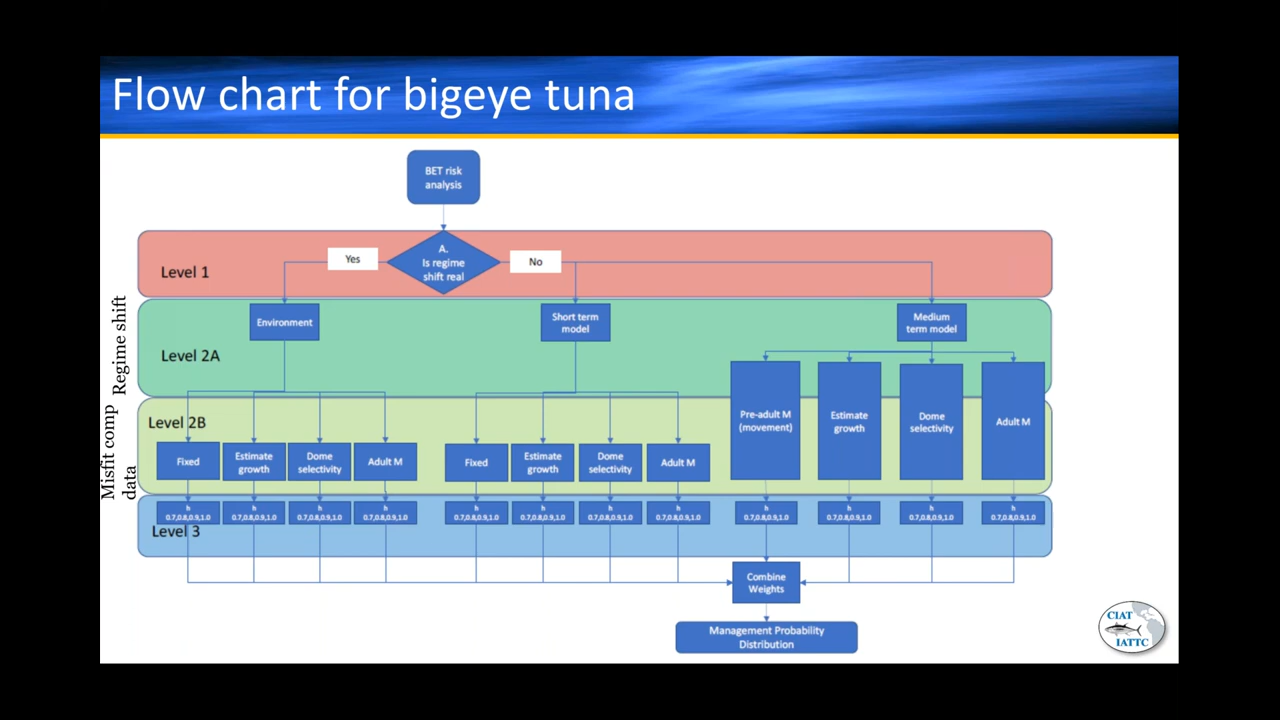 Flow chart for bigeye tuna
BET risk
analysis
A.
Is regime
shift real
Yes
No
Level 1
Environment
Short term
model
Medium
term model
Level 2A
Regime shift
Pre-adult M
(movement)
Estimate
growth
Dome
selectivity
Adult M
Level 2B
Misfit comp
data
Fixed
Estimate
growth
Dome
selectivity
Adult M
Fixed
Estimate
growth
Dome
selectivity
Adult M
h
0.7,0.8,0.9,1.0
h
0.7,0.8,0.9,1.0
h
0.7,0.8,0.9,1.0
h
0.7,0.8,0.9,1.0
h
0.7,0.8,0.9,1.0
h
0.7,0.8,0.9,1.0
h
0.7,0.8,0.9,1.0
h
0.7,0.8,0.9,1.0
h
0.7,0.8,0.9,1.0
h
0.7,0.8,0.9,1.0
h
0.7,0.8,0.9,1.0
h
0.7,0.8,0.9,1.0
Level 3
Combine
Weights
Management Probability
Distribution
CIAT
IATTC